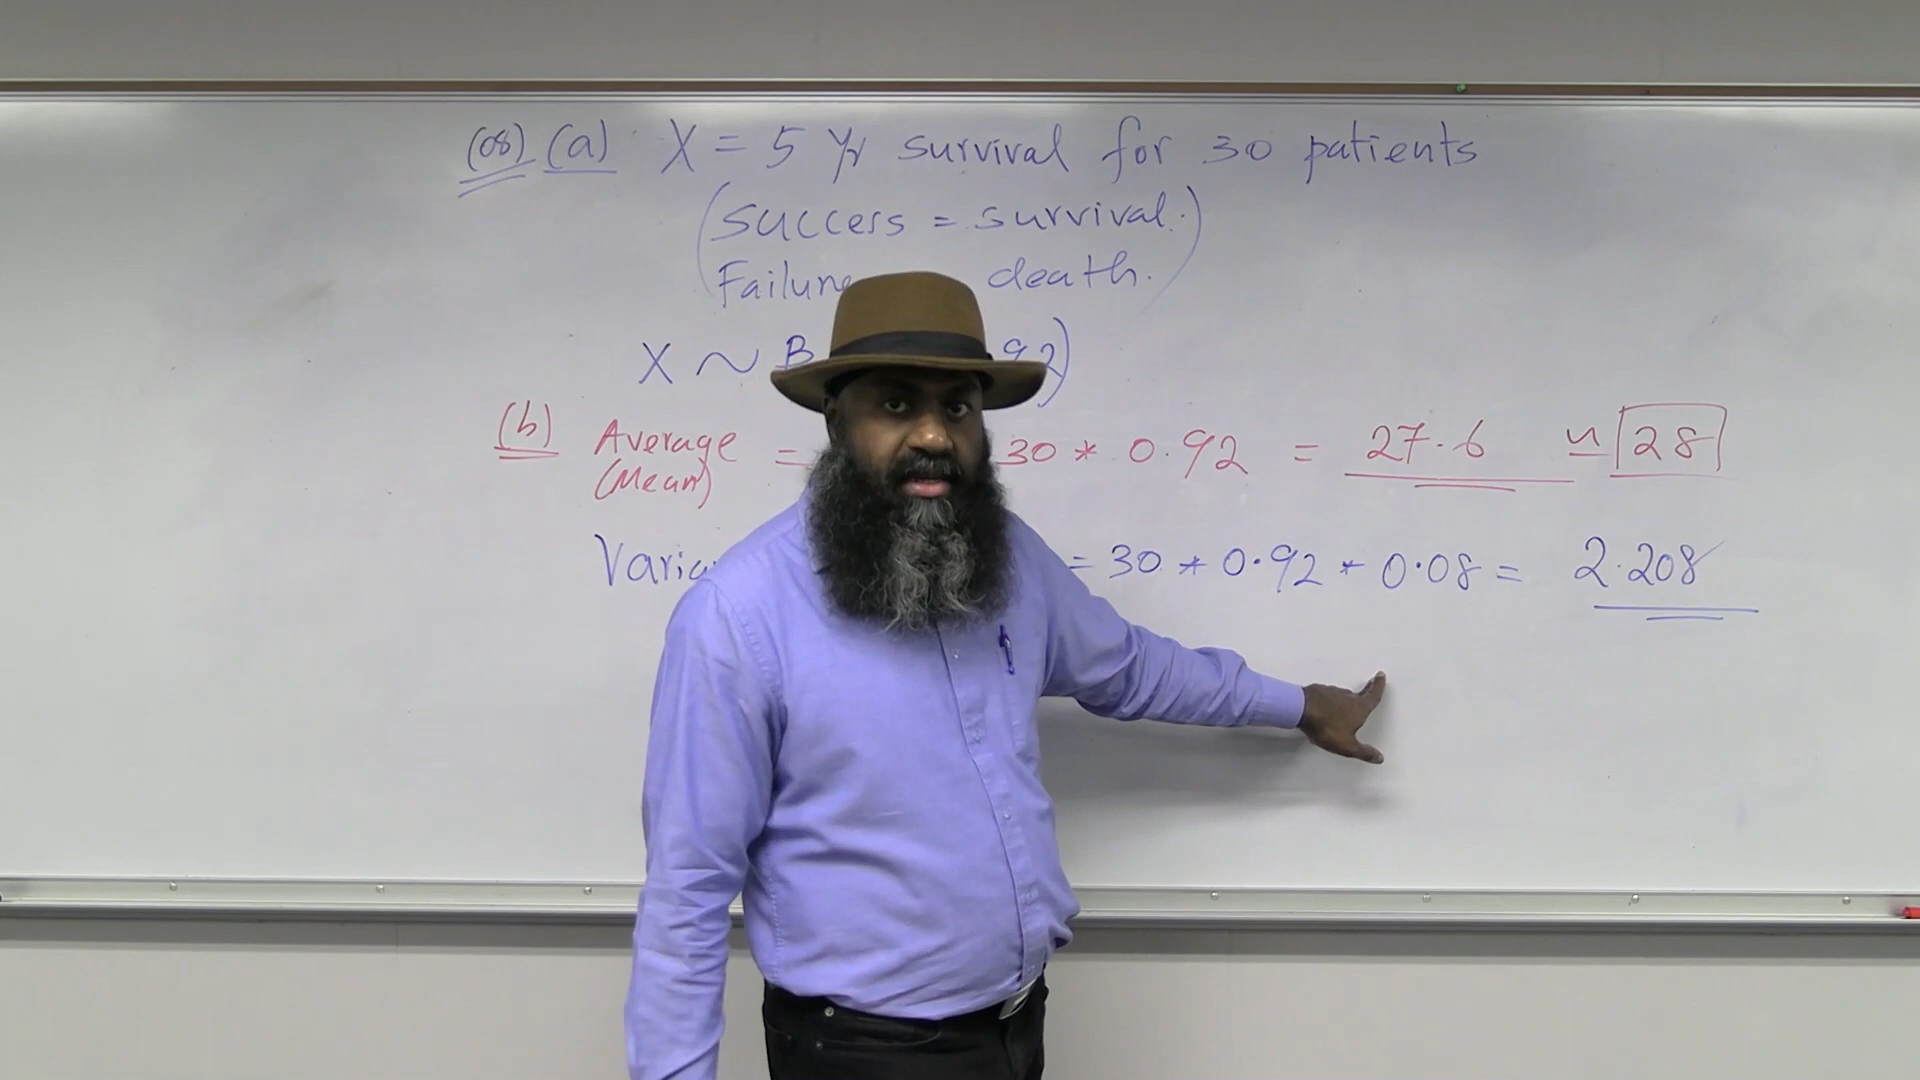 (08) (a) X = 5 Yr survival for 30 patients
(Success = survival.
Failure death.)
X ~ B 92)
(b) Average = 30 * 0.92 = 27.6 ≃ 28
(Mean)
= 30 * 0.92 * 0.08 = 2.208